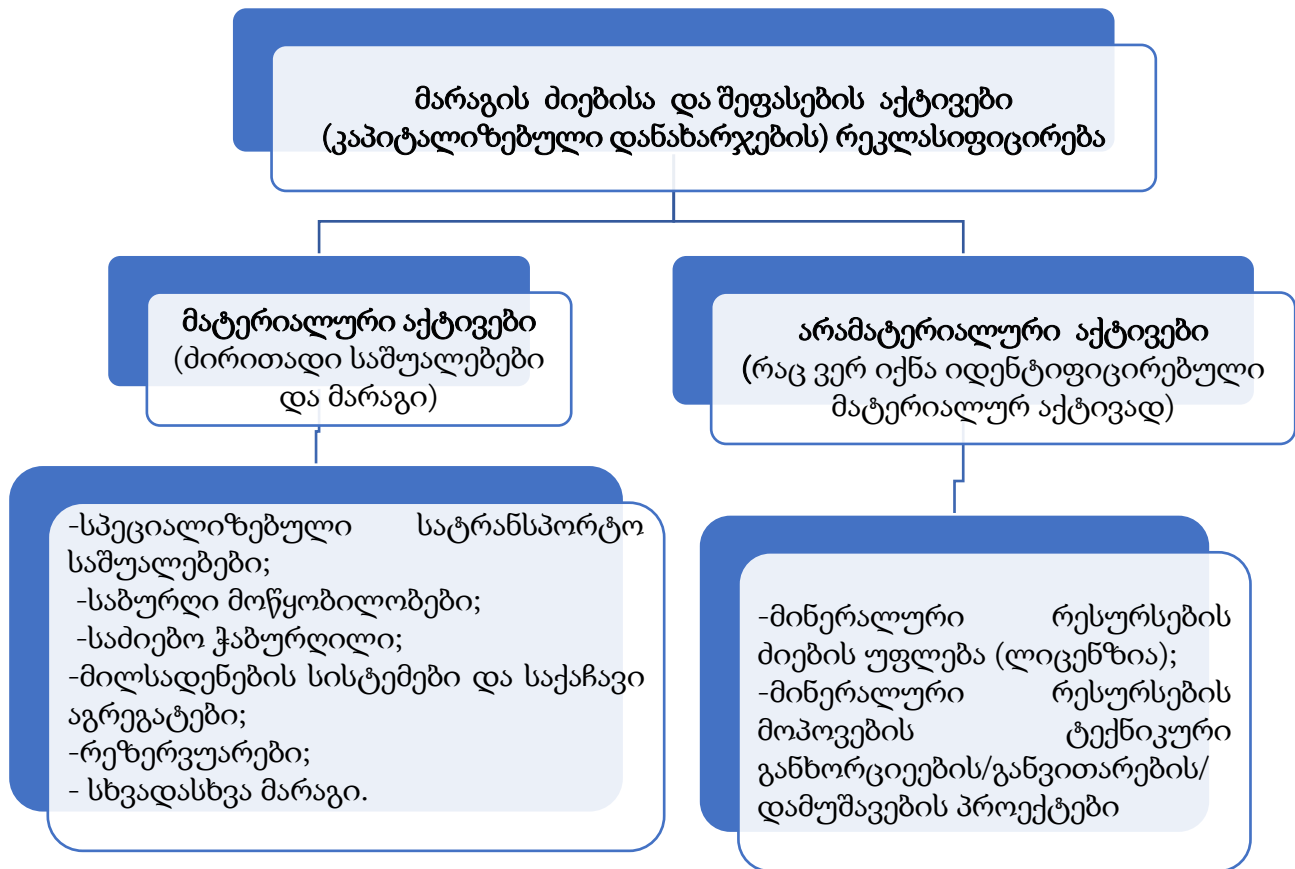 მარაგის ძიებისა და შეფასების აქტივები
(კაპიტალიზებული დანახარჯების) რეკლასიფიცირება
მატერიალური აქტივები
(ძირითადი საშუალებები
და მარაგი)
არამატერიალური აქტივები
(რაც ვერ იქნა იდენტიფიცირებული
მატერიალურ აქტივად)
-სპეციალიზებული სატრანსპორტო
საშუალებები;
-საბურღი მოწყობილობები;
-საძიებო ჭაბურღილი;
-მილსადენების სისტემები და საქაჩავი
აგრეგატები;
-რეზერვუარები;
- სხვადასხვა მარაგი.
-მინერალური რესურსების
ძიების უფლება (ლიცენზია);
-მინერალური რესურსების
მოპოვების ტექნიკური
განხორციეების/განვითარების/
დამუშავების პროექტები